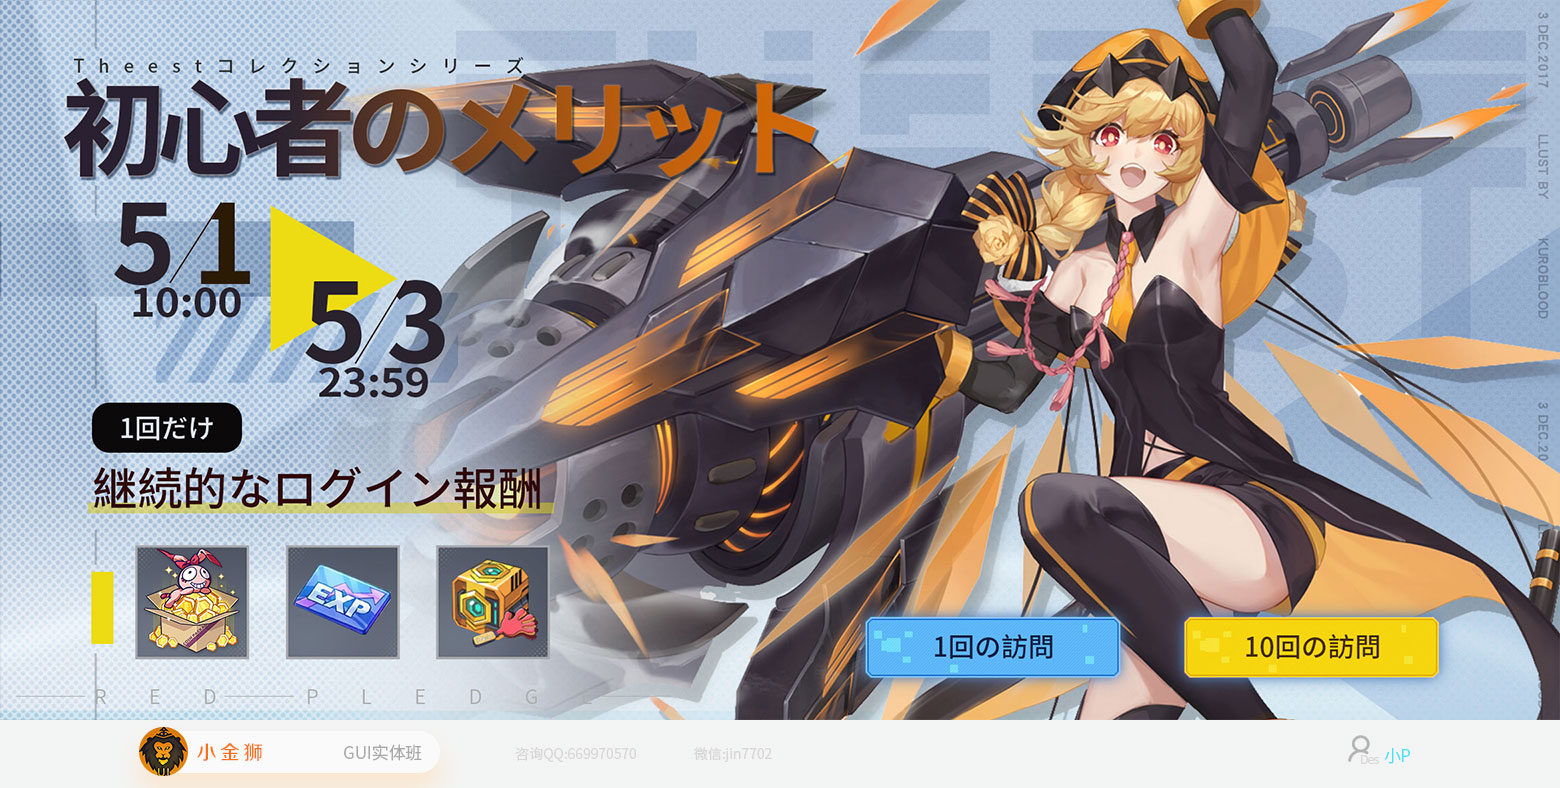 Theestコレクションシリーズ
初心者のメリット
5/1
10:00
5/3
23:59
1回だけ
継続的なログイン報酬
EXP
1回の訪問
10回の訪問
RED PLEDGE
3 DEC.2017 LLUST BY KUROBLOOD
小金狮
GUI实体班
咨询QQ:669970570
微信:jin7702
Des 小P